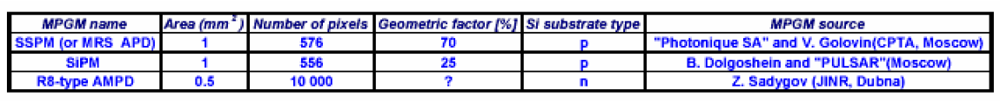 MPGM name Area (mm²) Number of pixels Geometric factor [%] Si substrate type MPGM source
SSPM (or MRS APD) 1 576 70 p "Photonique SA" and V. Golovin(CPTA, Moscow)
SiPM 1 556 25 p B. Dolgoshein and "PULSAR"(Moscow)
R8-type AMPD 0.5 10 000 ? n Z. Sadygov (JINR, Dubna)